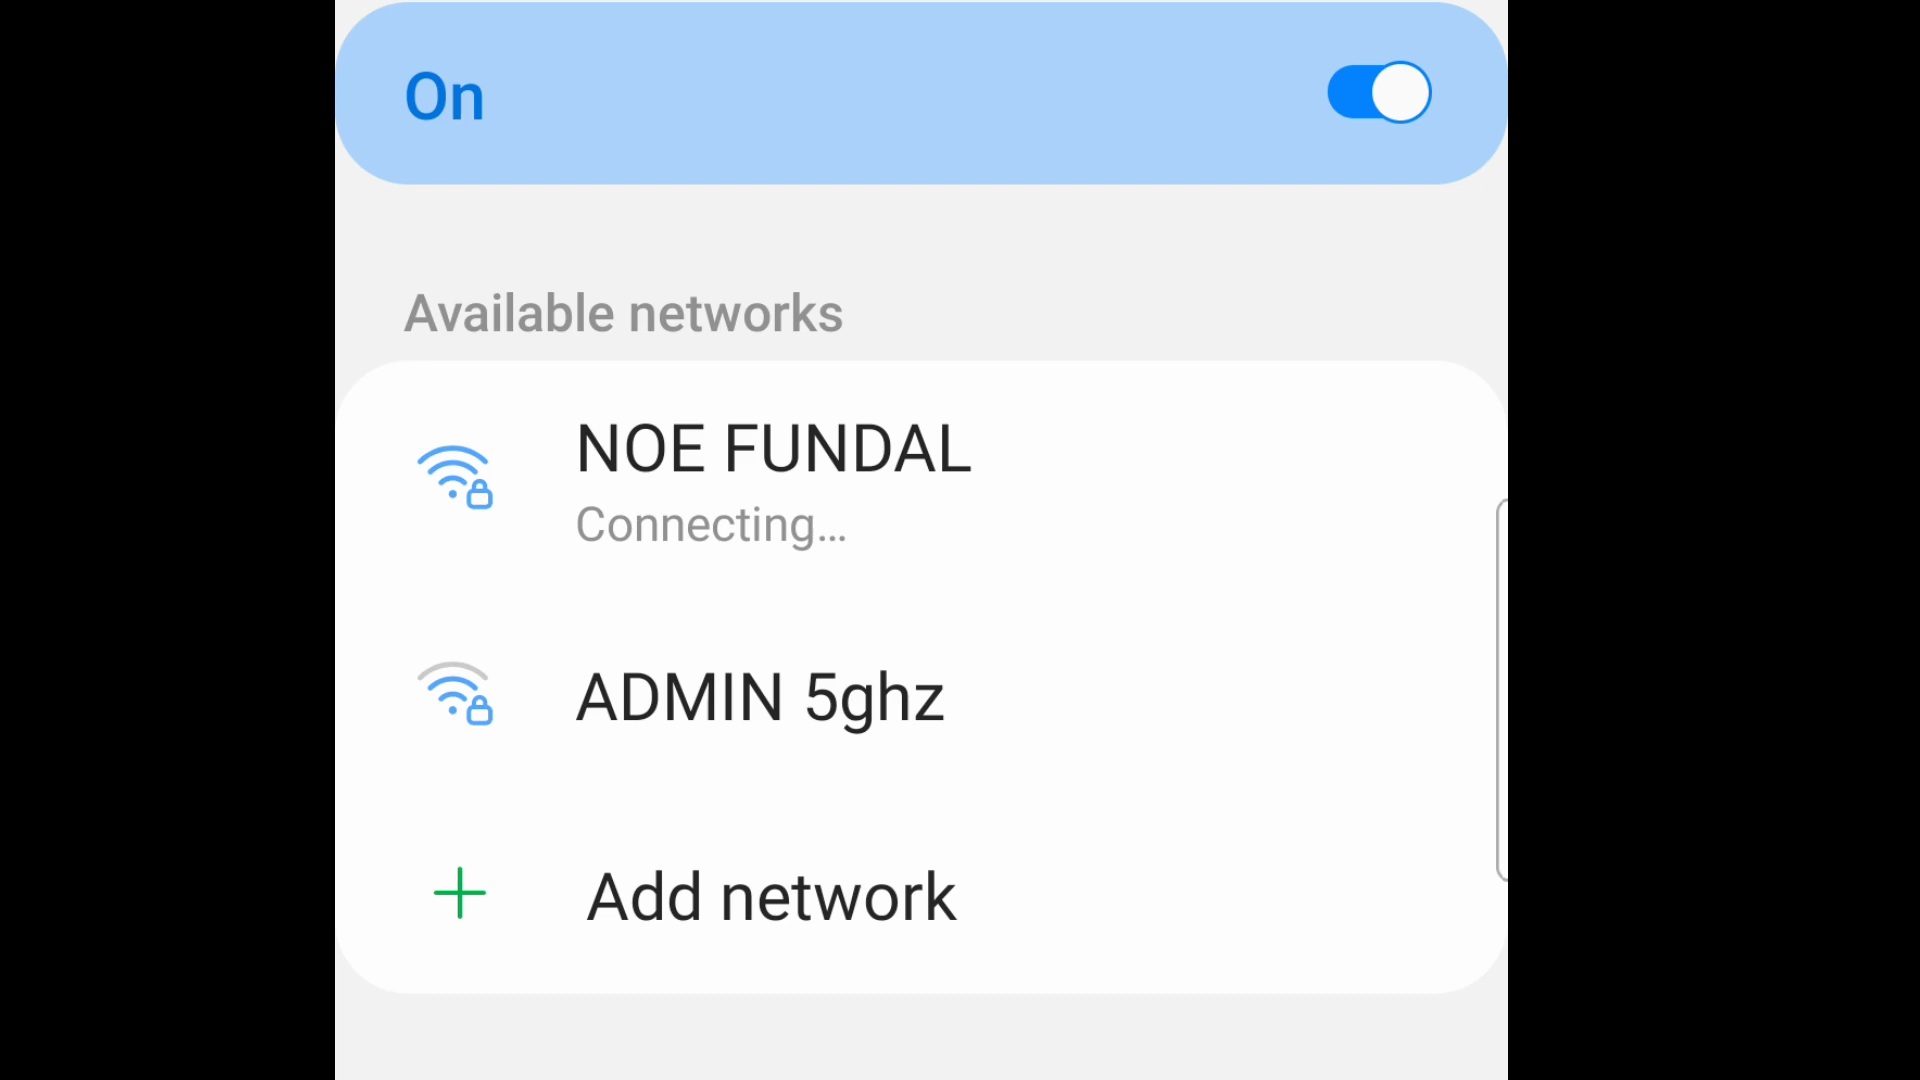 On
Available networks
NOE FUNDAL
Connecting...
ADMIN 5ghz
Add network